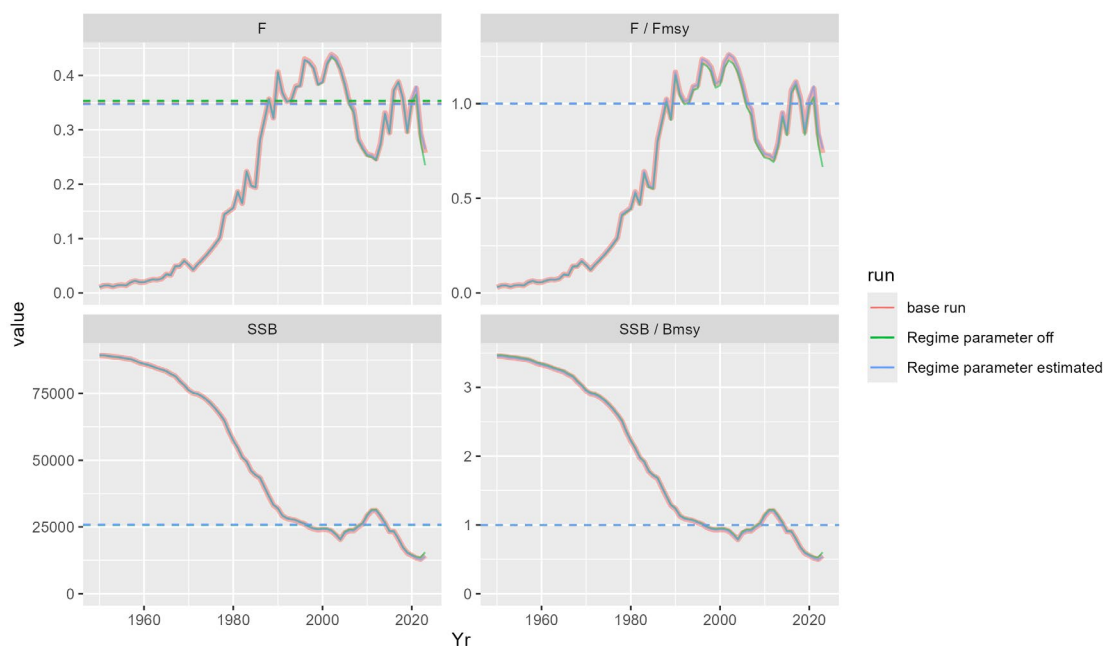 F
F / Fmsy
0.4
0.3
0.2
0.1
0.0
1.0
0.5
0.0
SSB
SSB / Bmsy
75000
50000
25000
0
3
2
1
0
1960
1980
2000
2020
1960
1980
2000
2020
value
Yr
run
base run
Regime parameter off
Regime parameter estimated